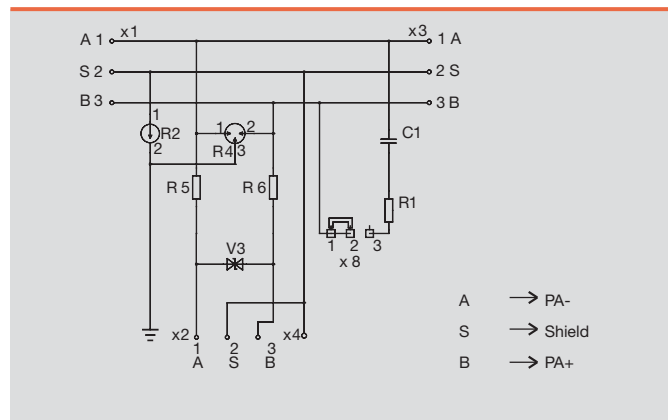 A 1 x1 x3 1 A
S 2 2 S
B 3 3 B
1
R2
2
1 2
R4 3
C1
R 5 R 6
R1
1 2 3
x 8
V3
x2 x4
1 2 3
A S B
A → PA-
S → Shield
B → PA+